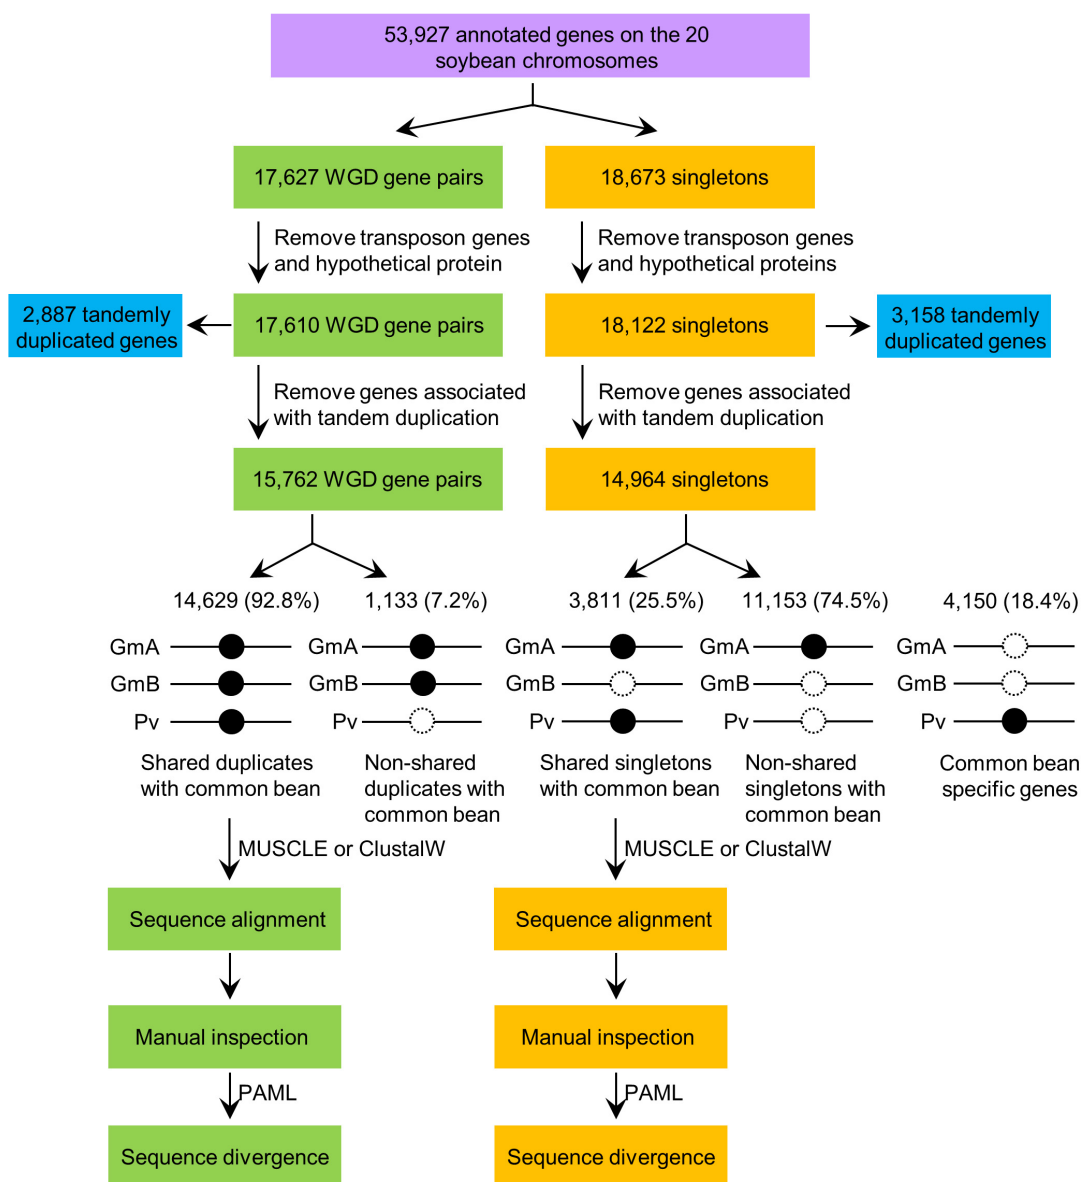 53,927 annotated genes on the 20
soybean chromosomes
17,627 WGD gene pairs
18,673 singletons
Remove transposon genes
and hypothetical protein
Remove transposon genes
and hypothetical proteins
2,887 tandemly
duplicated genes
17,610 WGD gene pairs
18,122 singletons
3,158 tandemly
duplicated genes
Remove genes associated
with tandem duplication
Remove genes associated
with tandem duplication
15,762 WGD gene pairs
14,964 singletons
14,629 (92.8%)
GmA
GmB
Pv
Shared duplicates
with common bean
1,133 (7.2%)
GmA
GmB
Pv
Non-shared
duplicates with
common bean
3,811 (25.5%)
GmA
GmB
Pv
Shared singletons
with common bean
11,153 (74.5%)
GmA
GmB
Pv
Non-shared
singletons with
common bean
4,150 (18.4%)
GmA
GmB
Pv
Common bean
specific genes
MUSCLE or ClustalW
Sequence alignment
Manual inspection
PAML
Sequence divergence
MUSCLE or ClustalW
Sequence alignment
Manual inspection
PAML
Sequence divergence